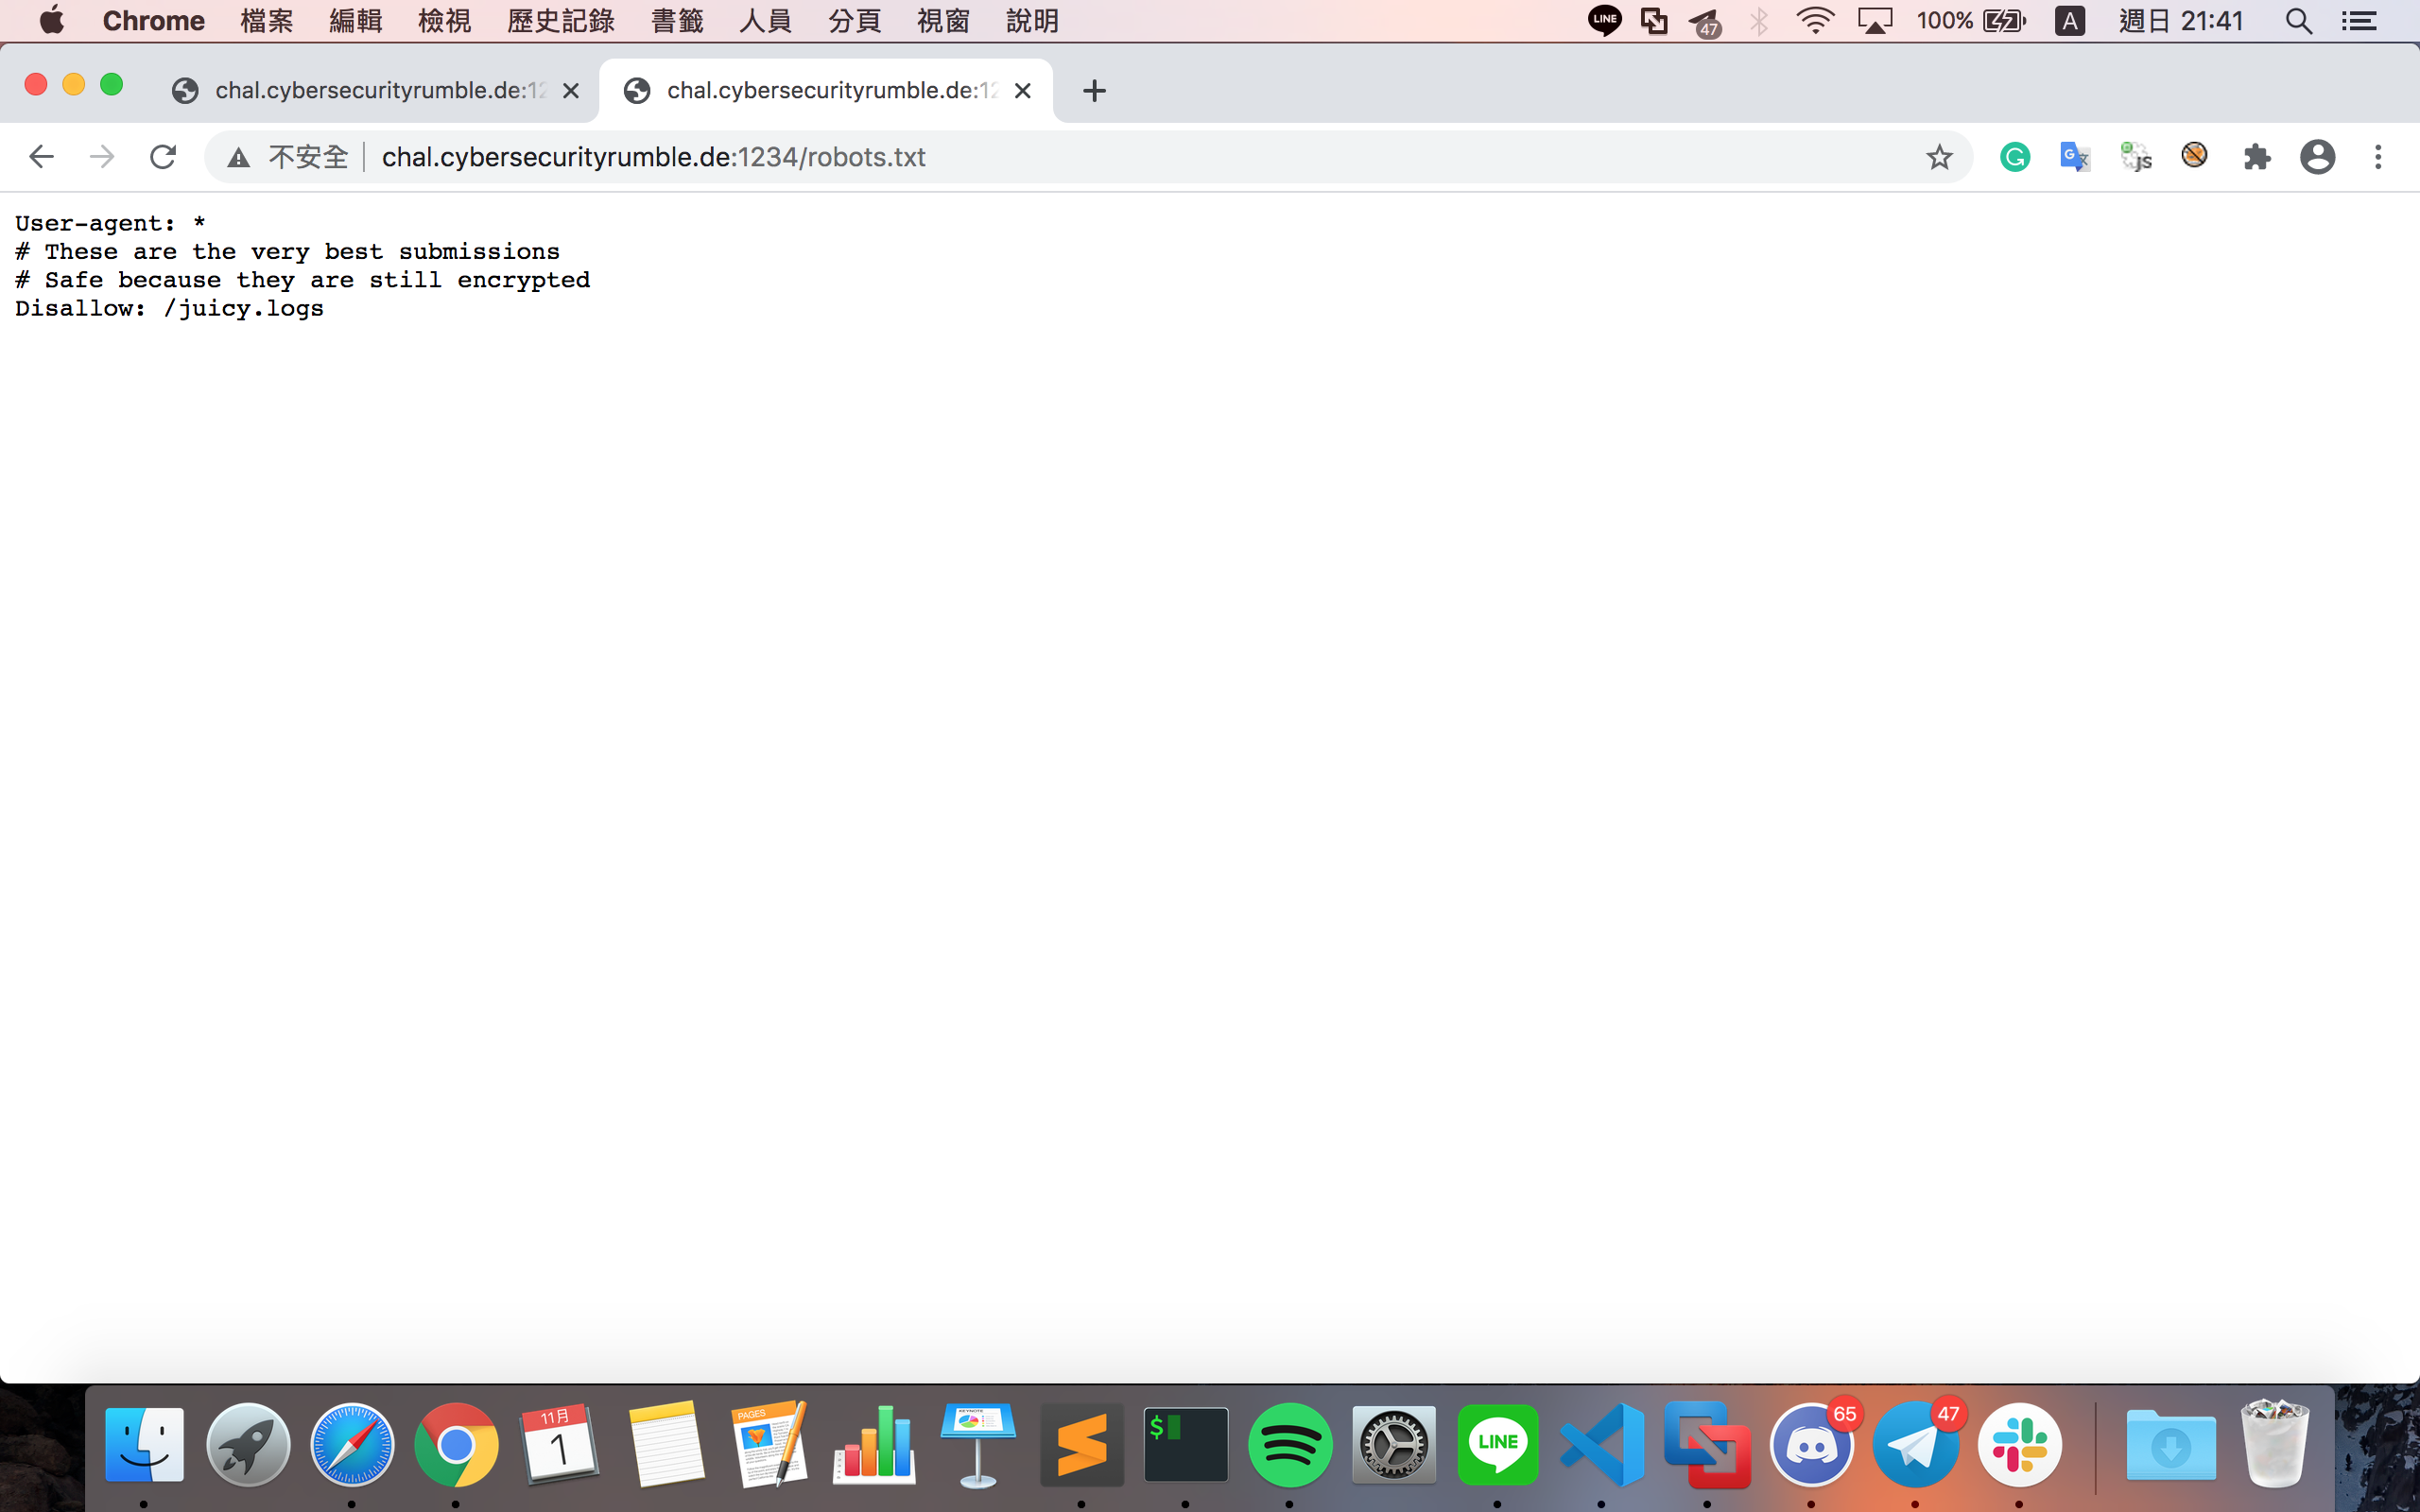 Chrome 檔案 編輯 檢視 歷史記錄 書籤 人員 分頁 視窗 說明 LINE 47 100% A 週日 21:41
chal.cybersecurityrumble.de:12 chal.cybersecurityrumble.de:12
不安全 chal.cybersecurityrumble.de:1234/robots.txt
User-agent: *
# These are the very best submissions
# Safe because they are still encrypted
Disallow: /juicy.logs
11月
1
PAGES
KEYNOTE
$
LINE
65
47